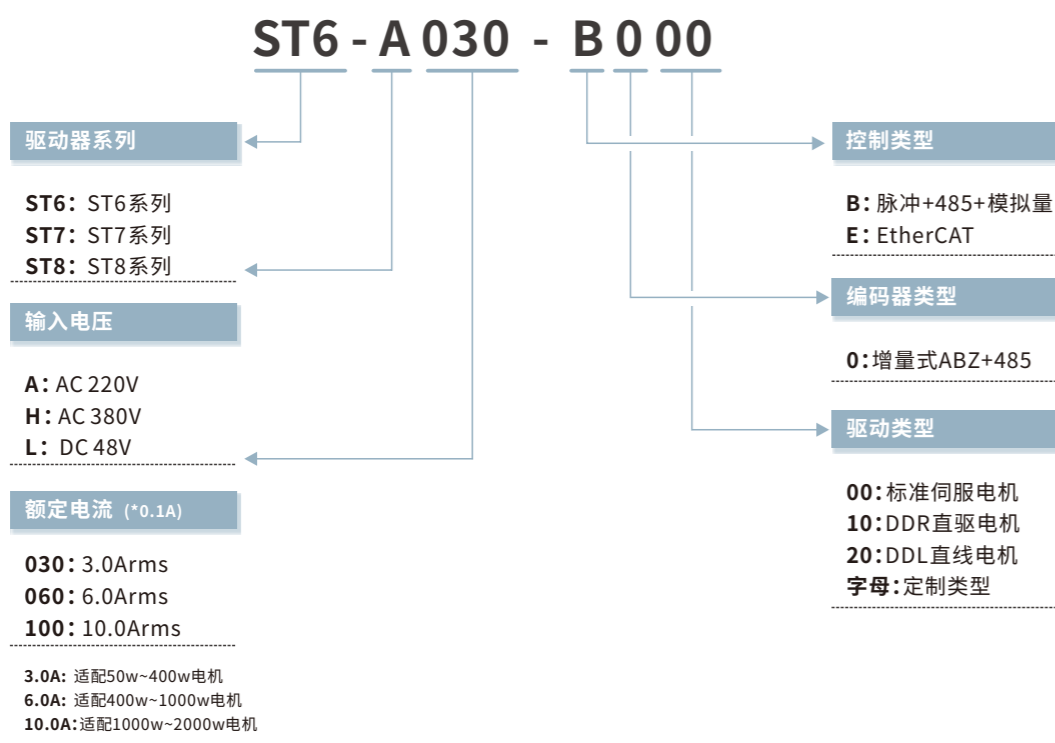 ST6-A030-B000
驱动器系列
ST6：ST6系列
ST7：ST7系列
ST8：ST8系列
输入电压
A：AC 220V
H：AC 380V
L：DC 48V
额定电流 (*0.1A)
030：3.0Arms
060：6.0Arms
100：10.0Arms
3.0A: 适配50w~400w电机
6.0A: 适配400w~1000w电机
10.0A:适配1000w~2000w电机
控制类型
B：脉冲+485+模拟量
E：EtherCAT
编码器类型
0:增量式ABZ+485
驱动类型
00:标准伺服电机
10:DDR直驱电机
20:DDL直线电机
字母:定制类型